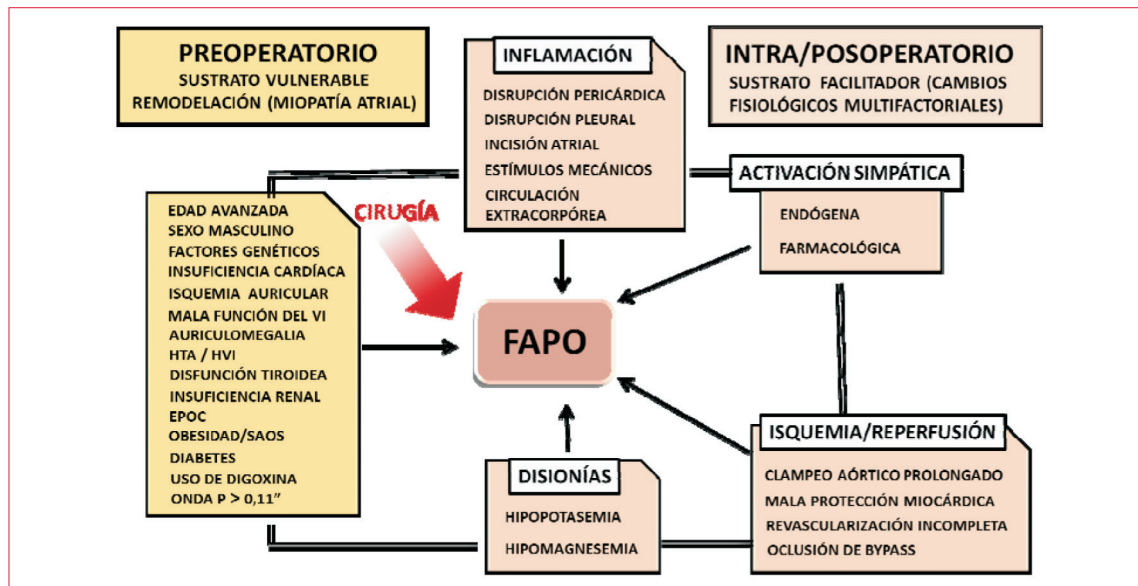 PREOPERATORIO
SUSTRATO VULNERABLE
REMODELACIÓN (MIOPATÍA ATRIAL)
INFLAMACIÓN
DISRUPCIÓN PERICÁRDICA
DISRUPCIÓN PLEURAL
INCISIÓN ATRIAL
ESTÍMULOS MECÁNICOS
CIRCULACIÓN
EXTRACORPÓREA
INTRA/POSOPERATORIO
SUSTRATO FACILITADOR (CAMBIOS
FISIOLÓGICOS MULTIFACTORIALES)
ACTIVACIÓN SIMPÁTICA
ENDÓGENA
FARMACOLÓGICA
EDAD AVANZADA
SEXO MASCULINO
FACTORES GENÉTICOS
INSUFICIENCIA CARDÍACA
ISQUEMIA AURICULAR
MALA FUNCIÓN DEL VI
AURICULOMEGALIA
HTA / HVI
DISFUNCIÓN TIROIDEA
INSUFICIENCIA RENAL
EPOC
OBESIDAD/SAOS
DIABETES
USO DE DIGOXINA
ONDA P > 0,11”
CIRUGÍA
FAPO
DISIONÍAS
HIPOPOTASEMIA
HIPOMAGNESEMIA
ISQUEMIA/REPERFUSIÓN
CLAMPEO AÓRTICO PROLONGADO
MALA PROTECCIÓN MIOCÁRDICA
REVASCULARIZACIÓN INCOMPLETA
OCLUSIÓN DE BYPASS